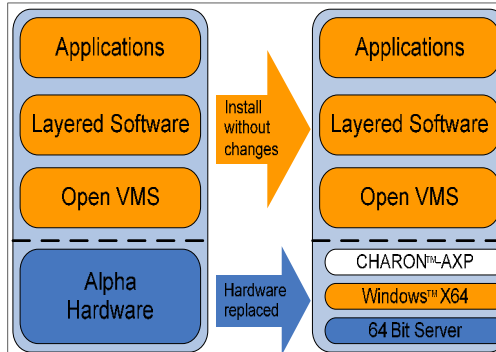 Applications
Layered Software
Open VMS
Alpha
Hardware
Install
without
changes
Hardware
replaced
Applications
Layered Software
Open VMS
CHARON™-AXP
Windows™ X64
64 Bit Server